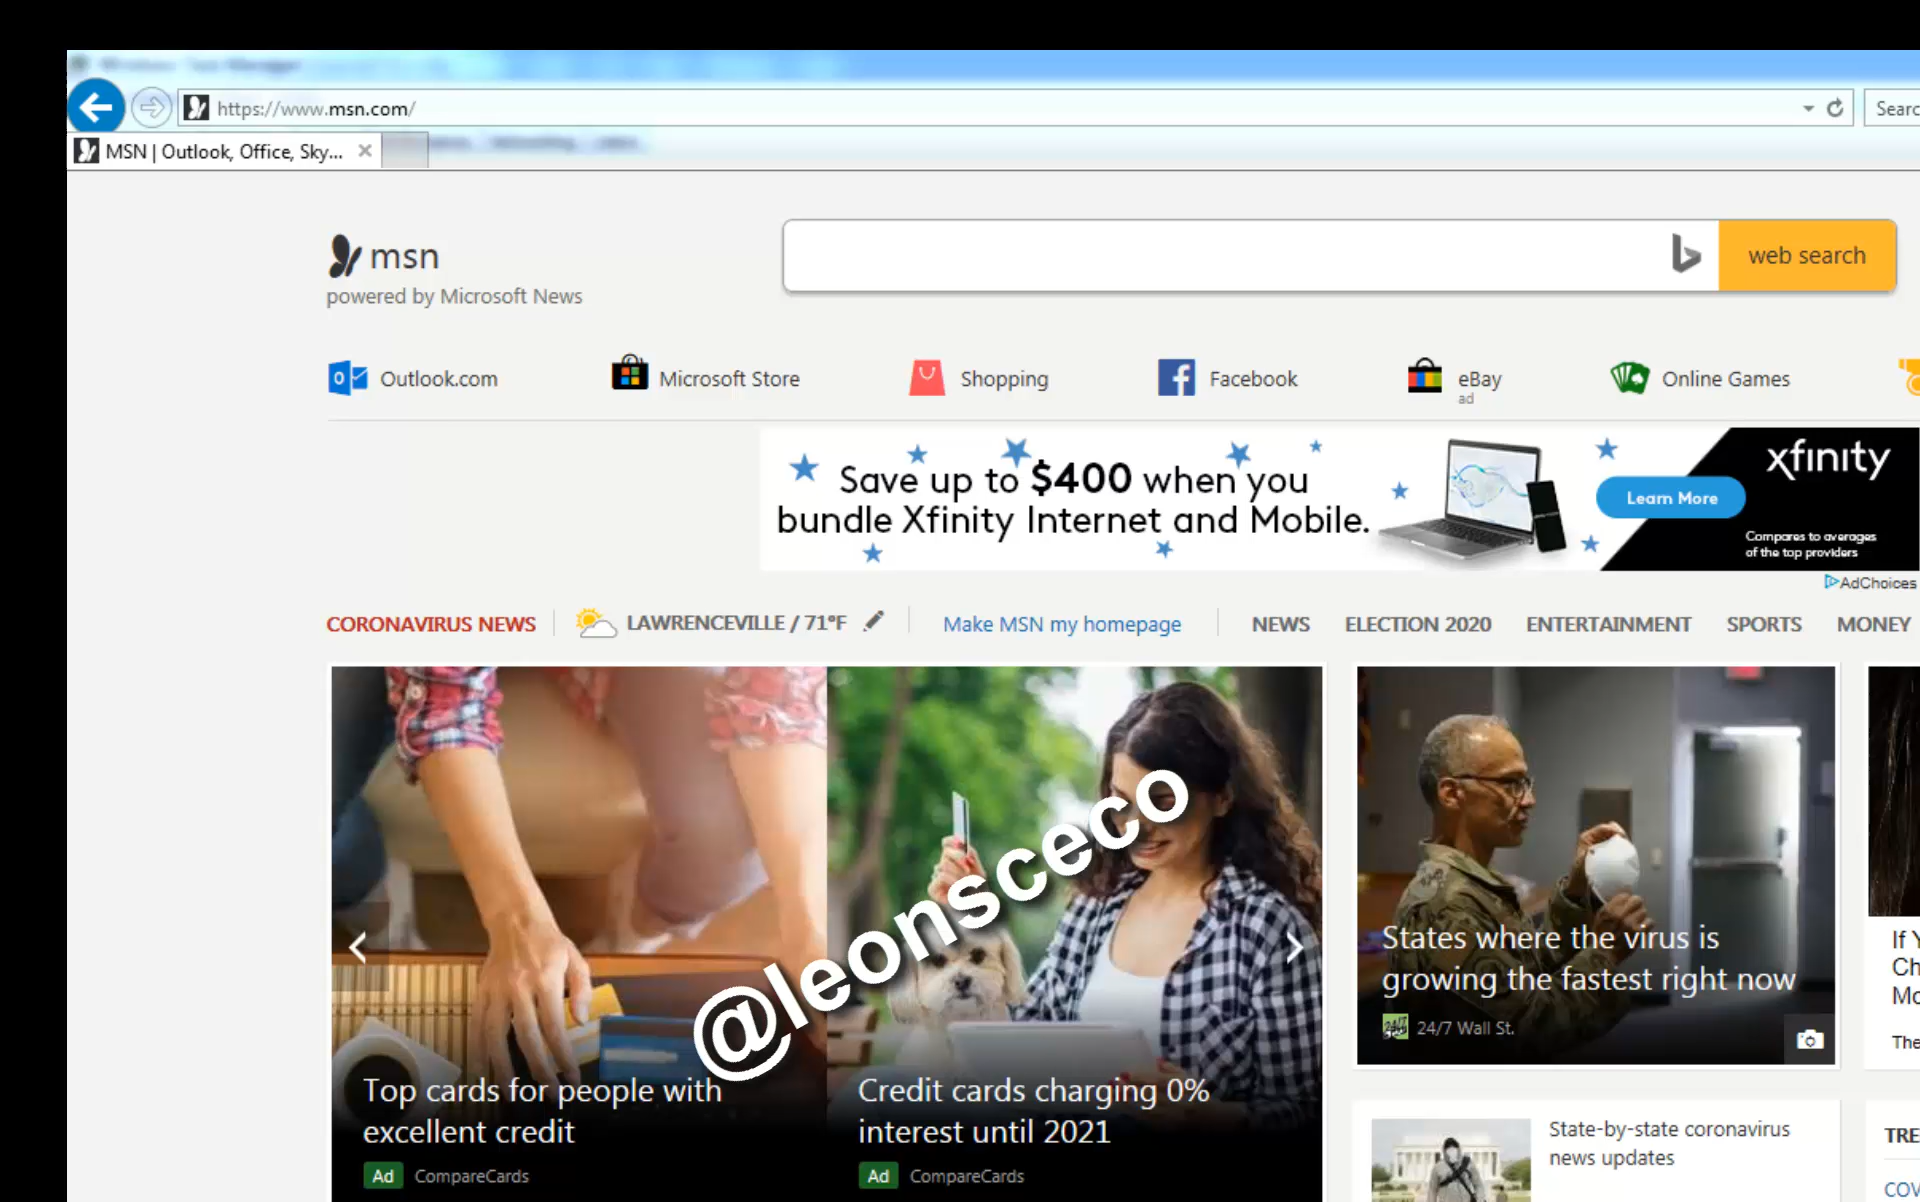 https://www.msn.com/
Searc
MSN | Outlook, Office, Sky...
msn
powered by Microsoft News
web search
Outlook.com
Microsoft Store
Shopping
Facebook
eBay
ad
Online Games
Save up to $400 when you
bundle Xfinity Internet and Mobile.
Learn More
xfinity
Compares to averages
of the top providers
AdChoices
CORONAVIRUS NEWS
LAWRENCEVILLE / 71°F
Make MSN my homepage
NEWS
ELECTION 2020
ENTERTAINMENT
SPORTS
MONEY
@leonsceco
Top cards for people with
excellent credit
Ad CompareCards
Credit cards charging 0%
interest until 2021
Ad CompareCards
States where the virus is
growing the fastest right now
24/7 Wall St.
If Y
Ch
Mo
The
State-by-state coronavirus
news updates
TRE
COV